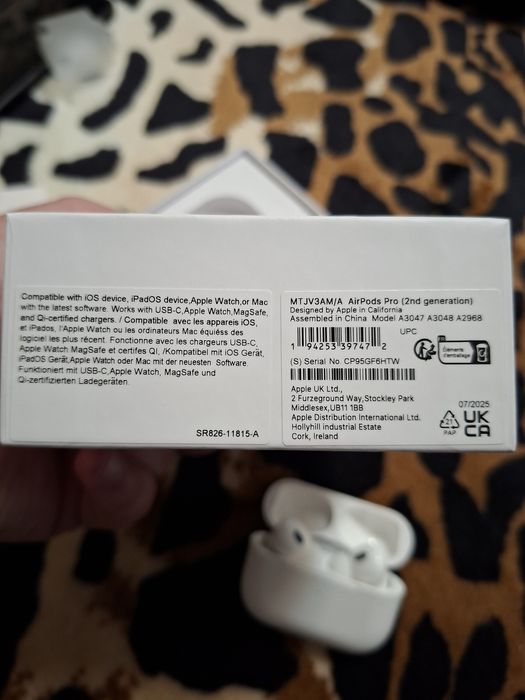 Compatible with iOS device, iPadOS device,Apple Watch,or Mac
with the latest software. Works with USB-C,Apple Watch,MagSafe,
and Qi-certified chargers. / Compatible avec les appareils iOS,
et iPados, l'Apple Watch ou les ordinateurs Mac équiéss du
logiciel les plus récent. Fonctionne avec les chargeurs USB-C,
Apple Watch MagSafe et certifes QI, /Kompatibel mit iOS Gerät,
iPadOS Gerät,Apple Watch oder Mac mit der neuesten Software.
Funktioniert mit USB-C,Apple Watch, MagSafe und
Qi-zertifizierten Ladegeräten.
SR826-11815-A
MTJV3AM/A AirPods Pro (2nd generation)
Designed by Apple in California
Assembled in China Model A3047 A3048 A2968
UPC
1 94253 39747 2
Éléments
d'emballage
(S) Serial No. CP95GF6HTW
Apple UK Ltd.,
2 Furzeground Way,Stockley Park
Middlesex,UB11 1BB
Apple Distribution International Ltd.
Hollyhill industrial Estate
Cork, Ireland
07/2025
21
PAP
UK
CA